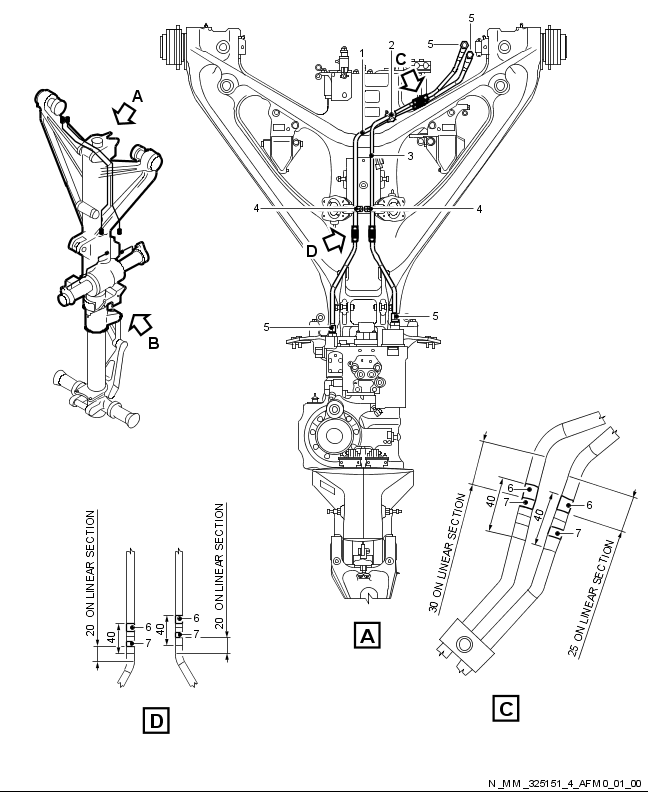 5
5
1
2
C
A
3
4
4
D
5
5
B
6
7
40
30 ON LINEAR SECTION
6
40
7
25 ON LINEAR SECTION
20 ON LINEAR SECTION
40
6
7
40
6
7
20 ON LINEAR SECTION
A
D
C
N_MM_325151_4_AFM0_01_00